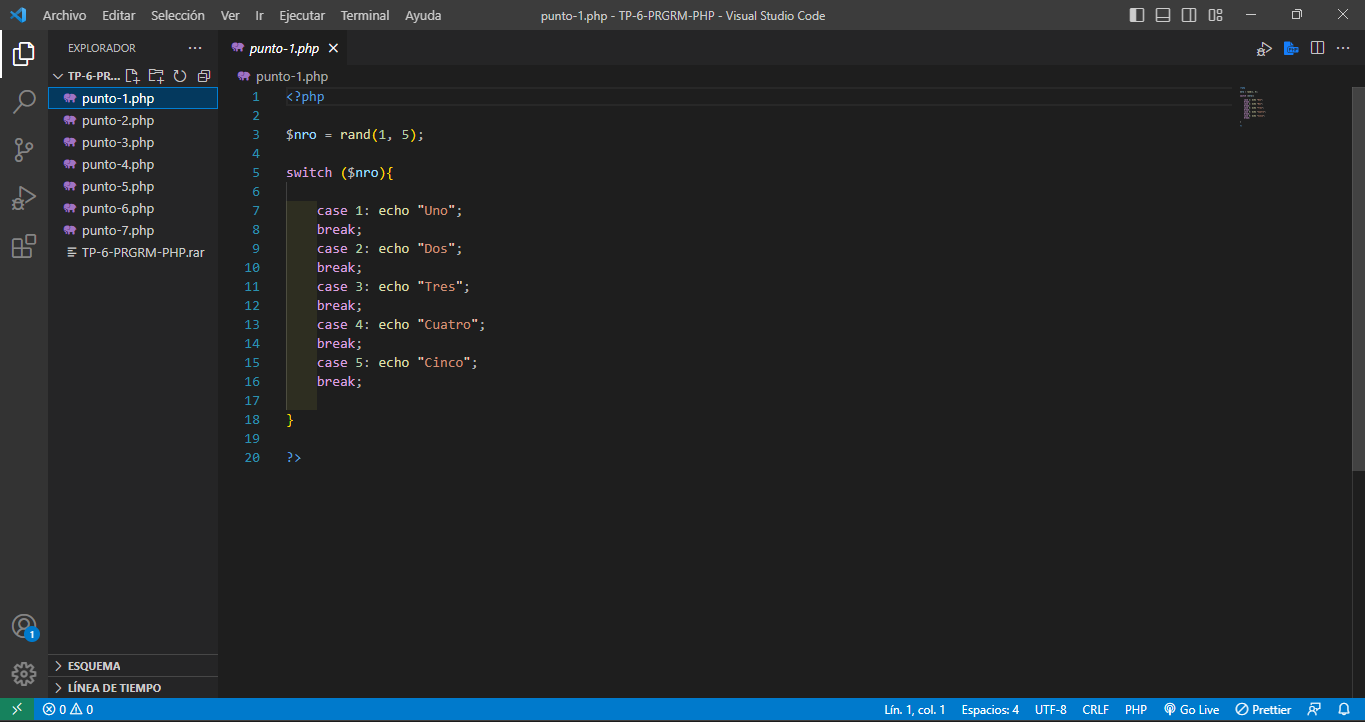 Archivo Editar Selección Ver Ir Ejecutar Terminal Ayuda punto-1.php - TP-6-PRGRM-PHP - Visual Studio Code
EXPLORADOR
TP-6-PR...
punto-1.php
punto-2.php
punto-3.php
punto-4.php
punto-5.php
punto-6.php
punto-7.php
TP-6-PRGRM-PHP.rar
ESQUEMA
LÍNEA DE TIEMPO
1
punto-1.php
punto-1.php
1 <?php
2
3 $nro = rand(1, 5);
4
5 switch ($nro){
6
7     case 1: echo "Uno";
8     break;
9     case 2: echo "Dos";
10     break;
11     case 3: echo "Tres";
12     break;
13     case 4: echo "Cuatro";
14     break;
15     case 5: echo "Cinco";
16     break;
17
18 }
19
20 ?>
0 0 Lín. 1, col. 1 Espacios: 4 UTF-8 CRLF PHP Go Live Prettier